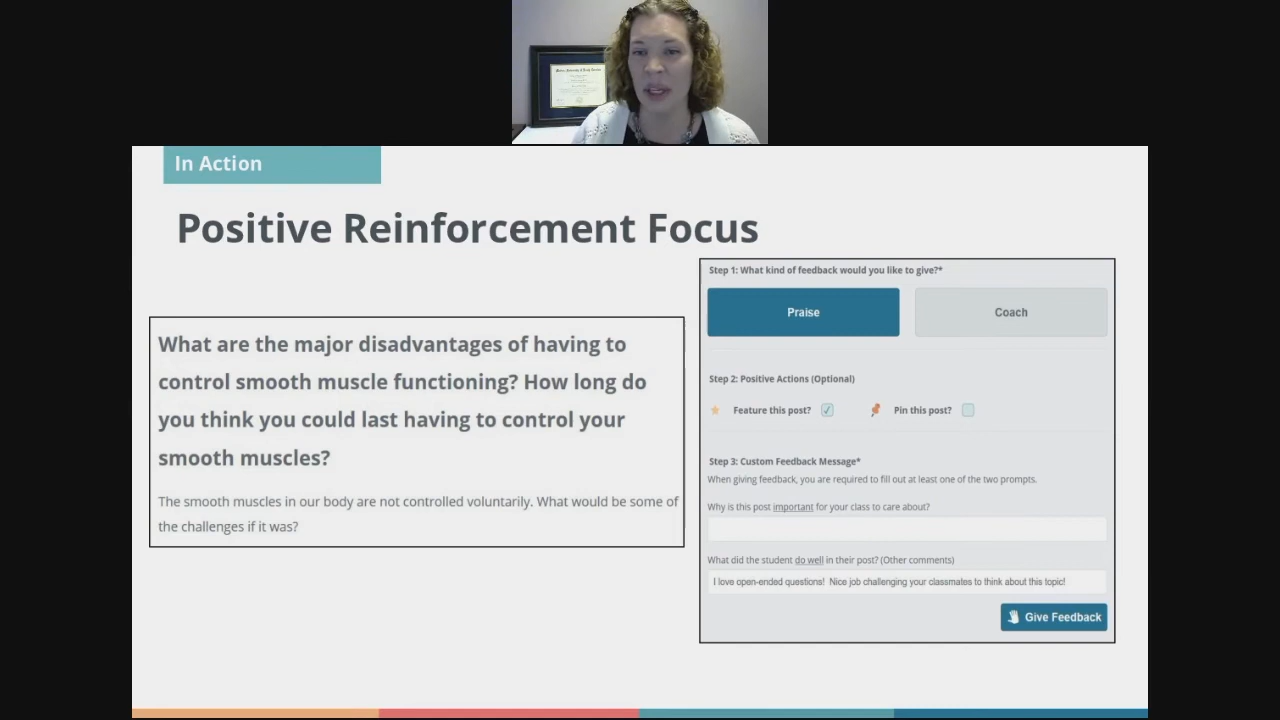 In Action
Positive Reinforcement Focus
What are the major disadvantages of having to
control smooth muscle functioning? How long do
you think you could last having to control your
smooth muscles?
The smooth muscles in our body are not controlled voluntarily. What would be some of
the challenges if it was?
Step 1: What kind of feedback would you like to give?*
Praise
Coach
Step 2: Positive Actions (Optional)
Feature this post?
Pin this post?
Step 3: Custom Feedback Message*
When giving feedback, you are required to fill out at least one of the two prompts.
Why is this post important for your class to care about?
What did the student do well in their post? (Other comments)
I love open-ended questions! Nice job challenging your classmates to think about this topic!
Give Feedback